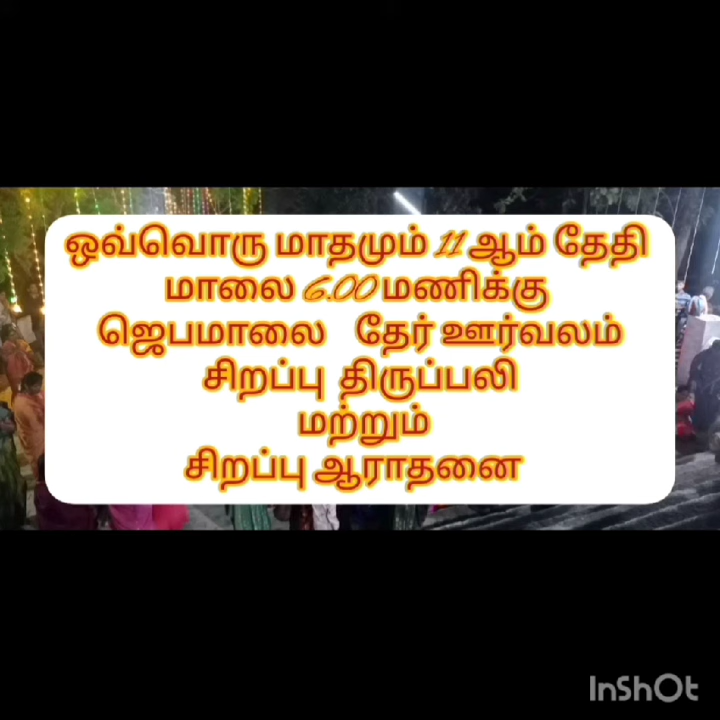 ஒவ்வொரு மாதமும் 11 ஆம் தேதி
மாலை 6.00 மணிக்கு
ஜெபமாலை தேர் ஊர்வலம்
சிறப்பு திருப்பலி
மற்றும்
சிறப்பு ஆராதனை
InShOt